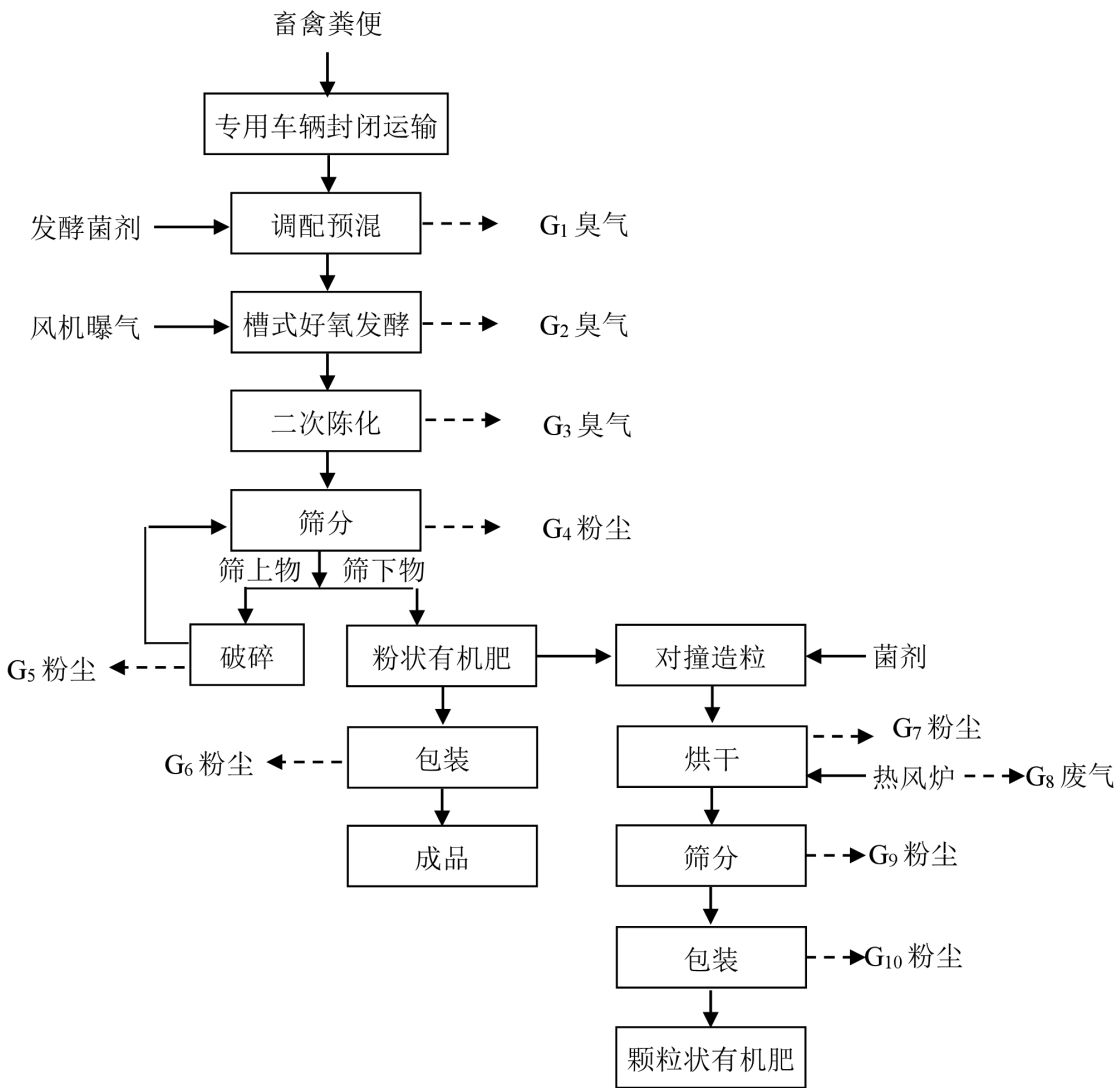 畜禽粪便
专用车辆封闭运输
发酵菌剂
调配预混
G₁ 臭气
风机曝气
槽式好氧发酵
G₂ 臭气
二次陈化
G₃ 臭气
筛分
G₄ 粉尘
筛上物
筛下物
G₅ 粉尘
破碎
粉状有机肥
对撞造粒
菌剂
G₆ 粉尘
包装
烘干
G₇ 粉尘
热风炉
G₈ 废气
成品
筛分
G₉ 粉尘
包装
G₁₀ 粉尘
颗粒状有机肥